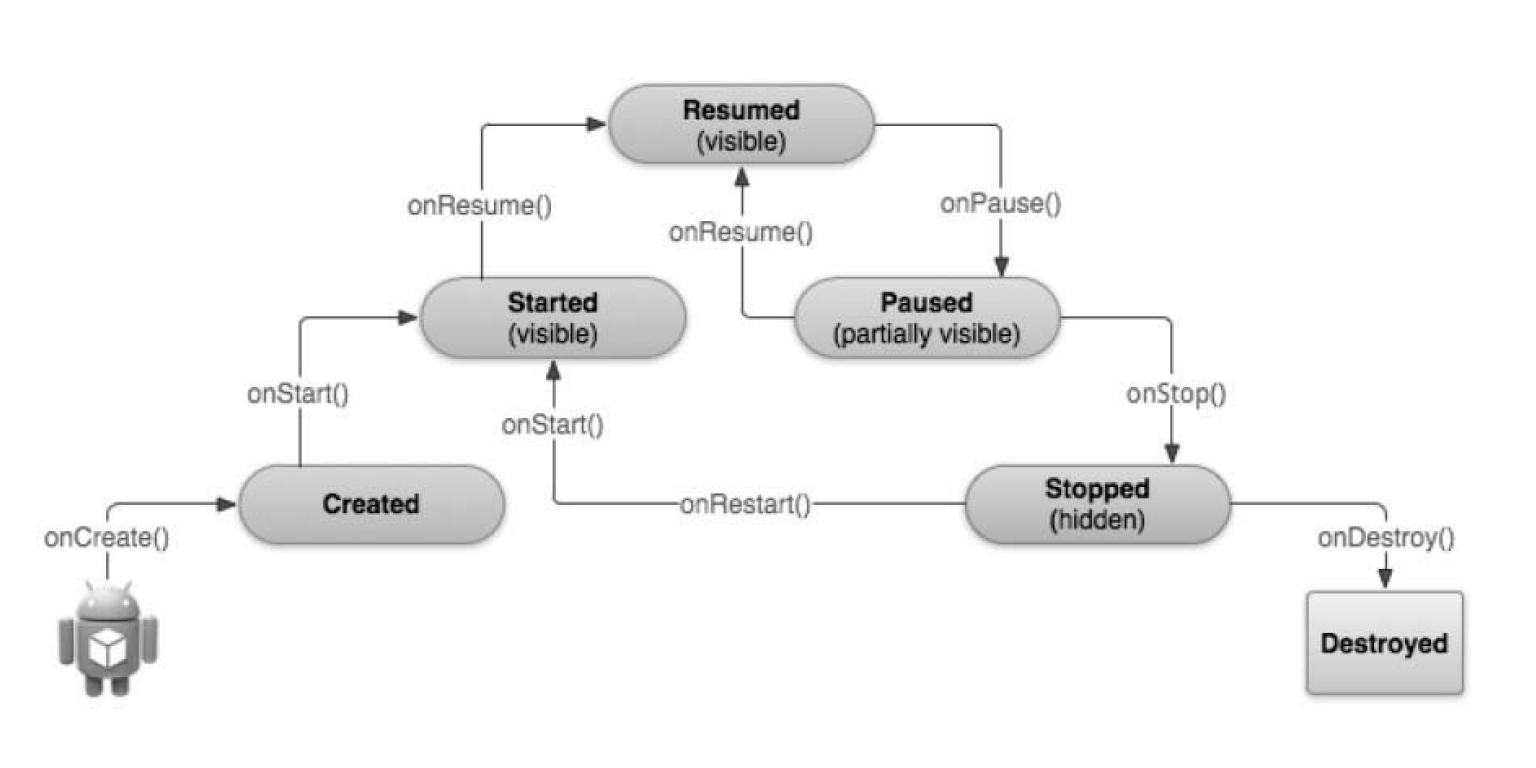 Resumed
(visible)
onResume()
onPause()
onResume()
Started
(visible)
Paused
(partially visible)
onStart()
onStop()
onStart()
Created
onRestart()
Stopped
(hidden)
onCreate()
onDestroy()
Destroyed